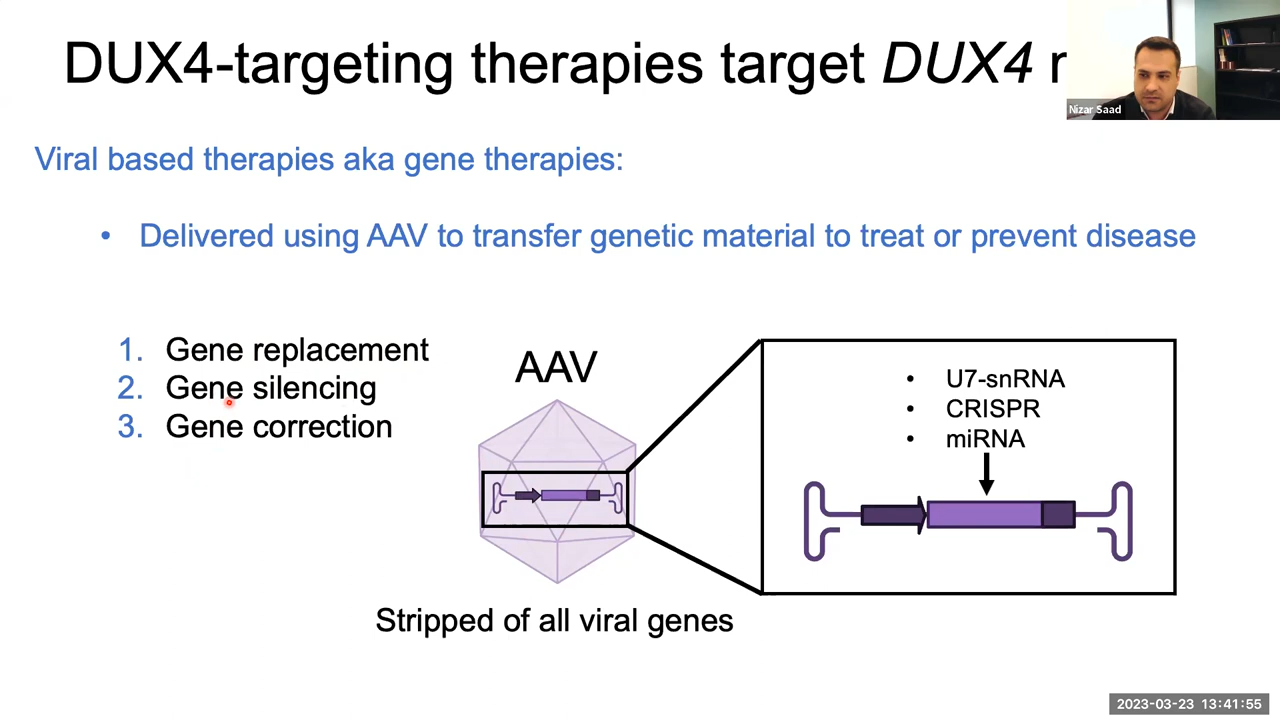 DUX4-targeting therapies target DUX4
Nizar Saad
Viral based therapies aka gene therapies:
• Delivered using AAV to transfer genetic material to treat or prevent disease
1. Gene replacement
2. Gene silencing
3. Gene correction
AAV
• U7-snRNA
• CRISPR
• miRNA
Stripped of all viral genes
2023-03-23 13:41:55